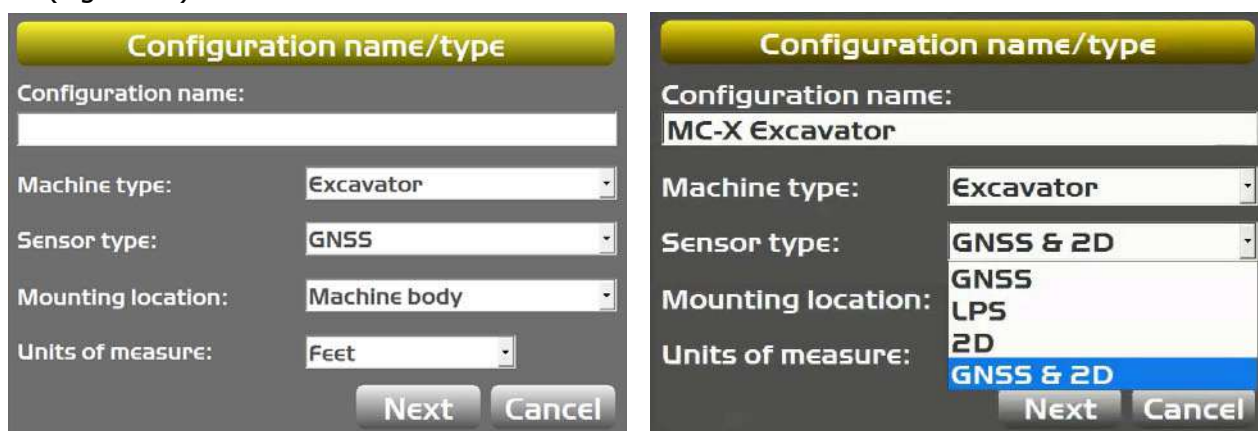 Configuration name/type
Configuration name:
Machine type: Excavator
Sensor type: GNSS
Mounting location: Machine body
Units of measure: Feet
Next Cancel
Configuration name/type
Configuration name:
MC-X Excavator
Machine type: Excavator
Sensor type: GNSS & 2D
GNSS
Mounting location: LPS
2D
Units of measure:
GNSS & 2D
Next Cancel